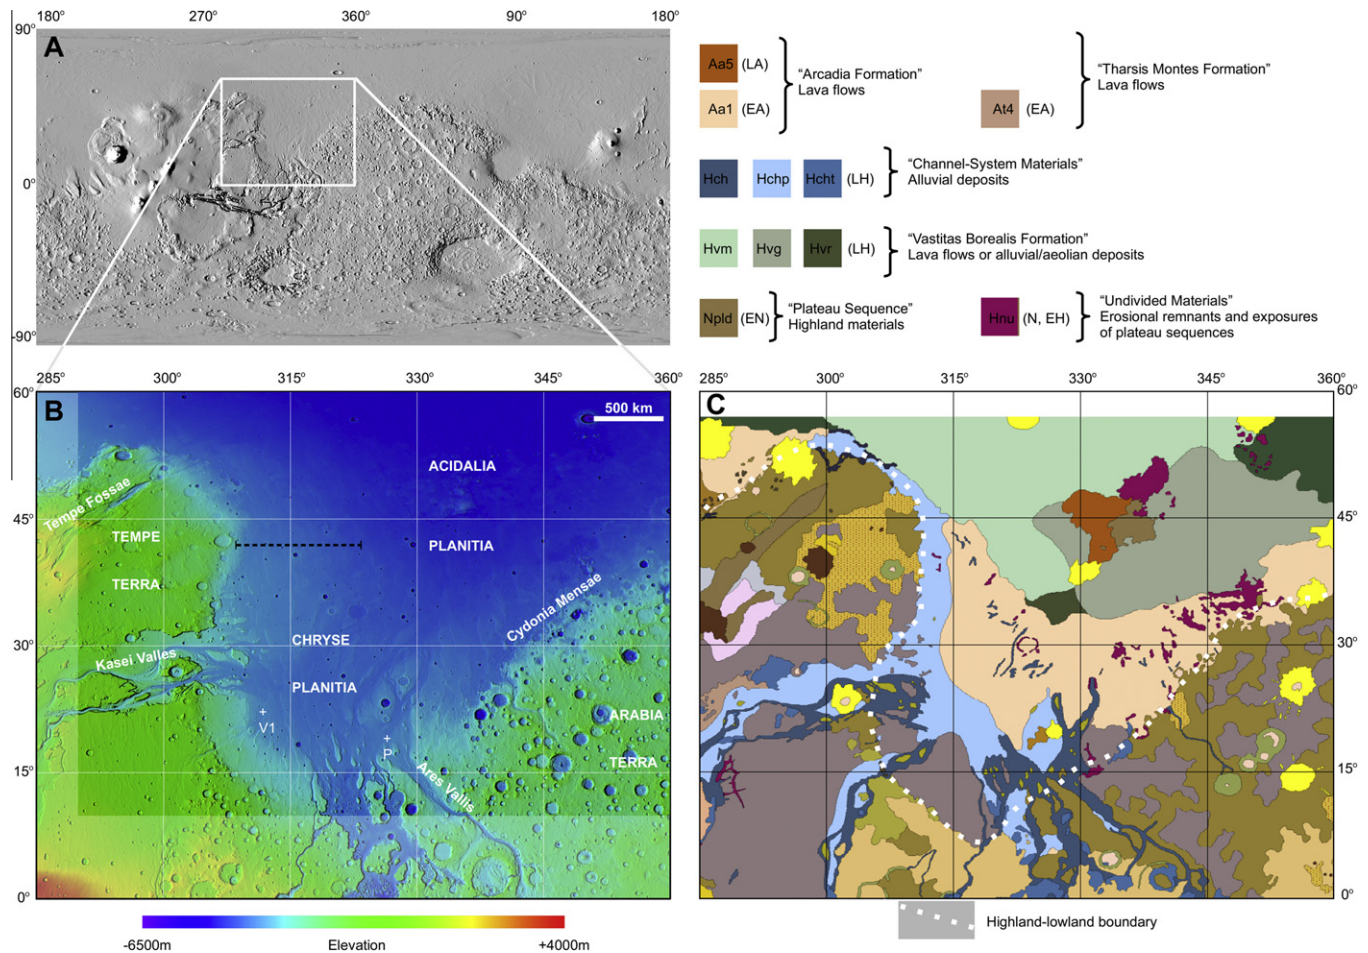 180° 270° 360° 90° 180°
90°
A
0°
-90°
Aa5 (LA)
Aa1 (EA)
"Arcadia Formation"
Lava flows
At4 (EA)
"Tharsis Montes Formation"
Lava flows
Hch Hchp Hcht (LH)
"Channel-System Materials"
Alluvial deposits
Hvm Hvg Hvr (LH)
"Vastitas Borealis Formation"
Lava flows or alluvial/aeolian deposits
Npld (EN)
"Plateau Sequence"
Highland materials
Hnu (N, EH)
"Undivided Materials"
Erosional remnants and exposures
of plateau sequences
285° 300° 315° 330° 345° 360°
60°
B
500 km
ACIDALIA
Tempe Fossae
45°
TEMPE
PLANITIA
TERRA
Cydonia Mensae
CHRYSE
30°
Kasei Valles
PLANITIA
V1
ARABIA
P
TERRA
15°
Ares Vallis
0°
-6500m Elevation +4000m
285° 300° 315° 330° 345° 360°
60°
C
45°
30°
15°
0°
Highland-lowland boundary